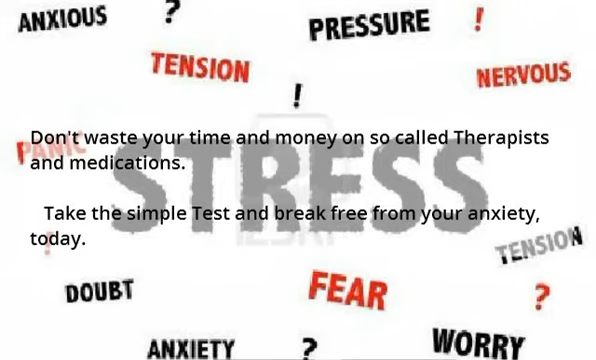 ANXIOUS ? PRESSURE !
TENSION NERVOUS
!
PANIC
Don't waste your time and money on so called Therapists
and medications.
STRESS
Take the simple Test and break free from your anxiety,
today.
! TENSION
DOUBT FEAR ?
ANXIETY ? WORRY